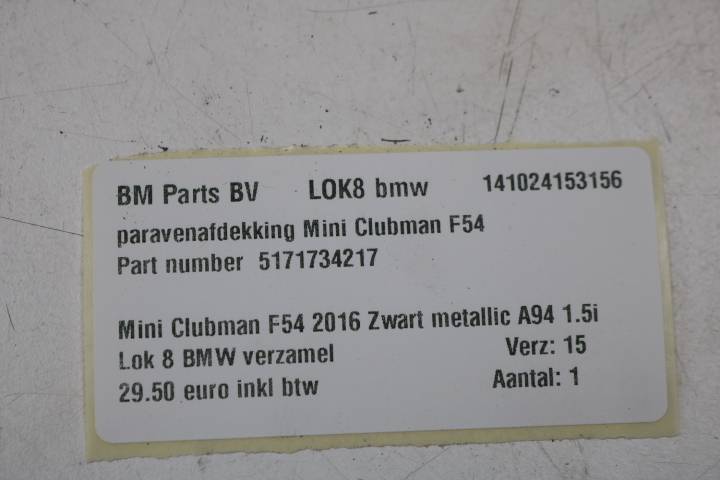 BM Parts BV LOK8 bmw 141024153156
paravenafdekking Mini Clubman F54
Part number 5171734217
Mini Clubman F54 2016 Zwart metallic A94 1.5i
Lok 8 BMW verzamel Verz: 15
29.50 euro inkl btw Aantal: 1